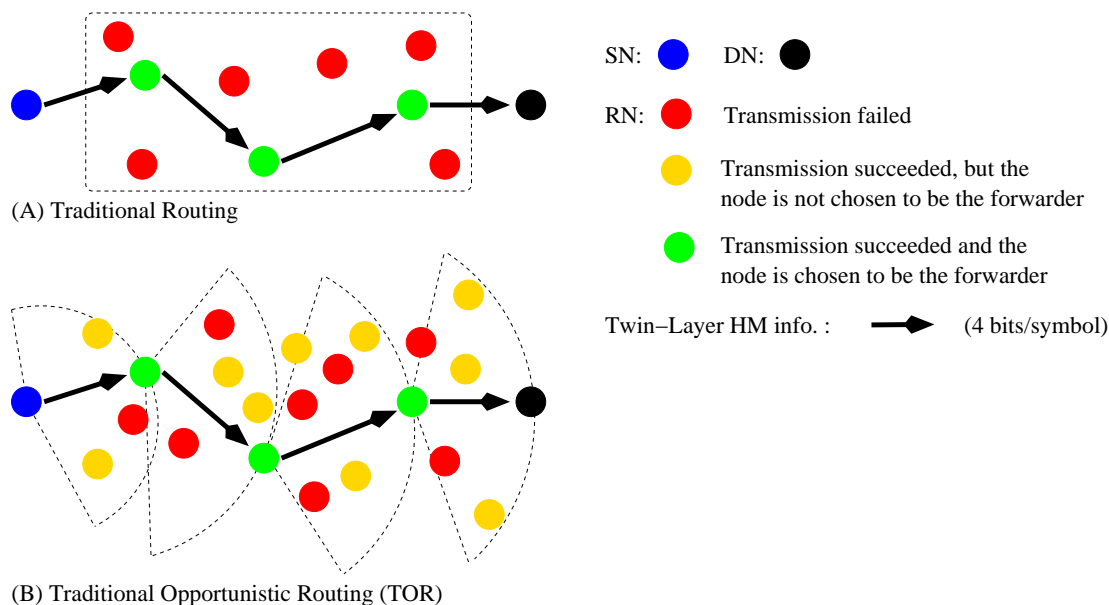 SN: DN:
RN: Transmission failed
Transmission succeeded, but the
node is not chosen to be the forwarder
(A) Traditional Routing
Transmission succeeded and the
node is chosen to be the forwarder
Twin−Layer HM info. : (4 bits/symbol)
(B) Traditional Opportunistic Routing (TOR)